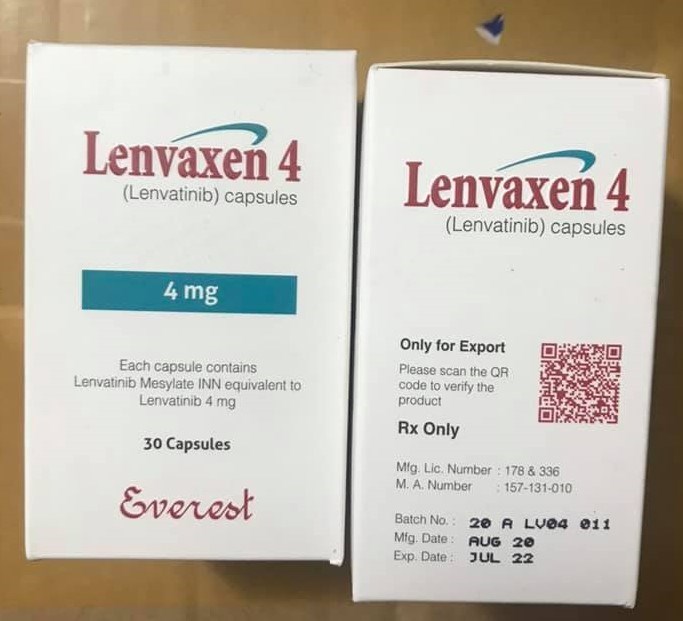 Lenvaxen 4
(Lenvatinib) capsules
4 mg
Each capsule contains
Lenvatinib Mesylate INN equivalent to
Lenvatinib 4 mg
30 Capsules
Everest
Lenvaxen 4
(Lenvatinib) capsules
Only for Export
Please scan the QR
code to verify the
product
Rx Only
Mfg. Lic. Number : 178 & 336
M. A. Number : 157-131-010
Batch No. : 20 A LV04 011
Mfg. Date : AUG 20
Exp. Date : JUL 22